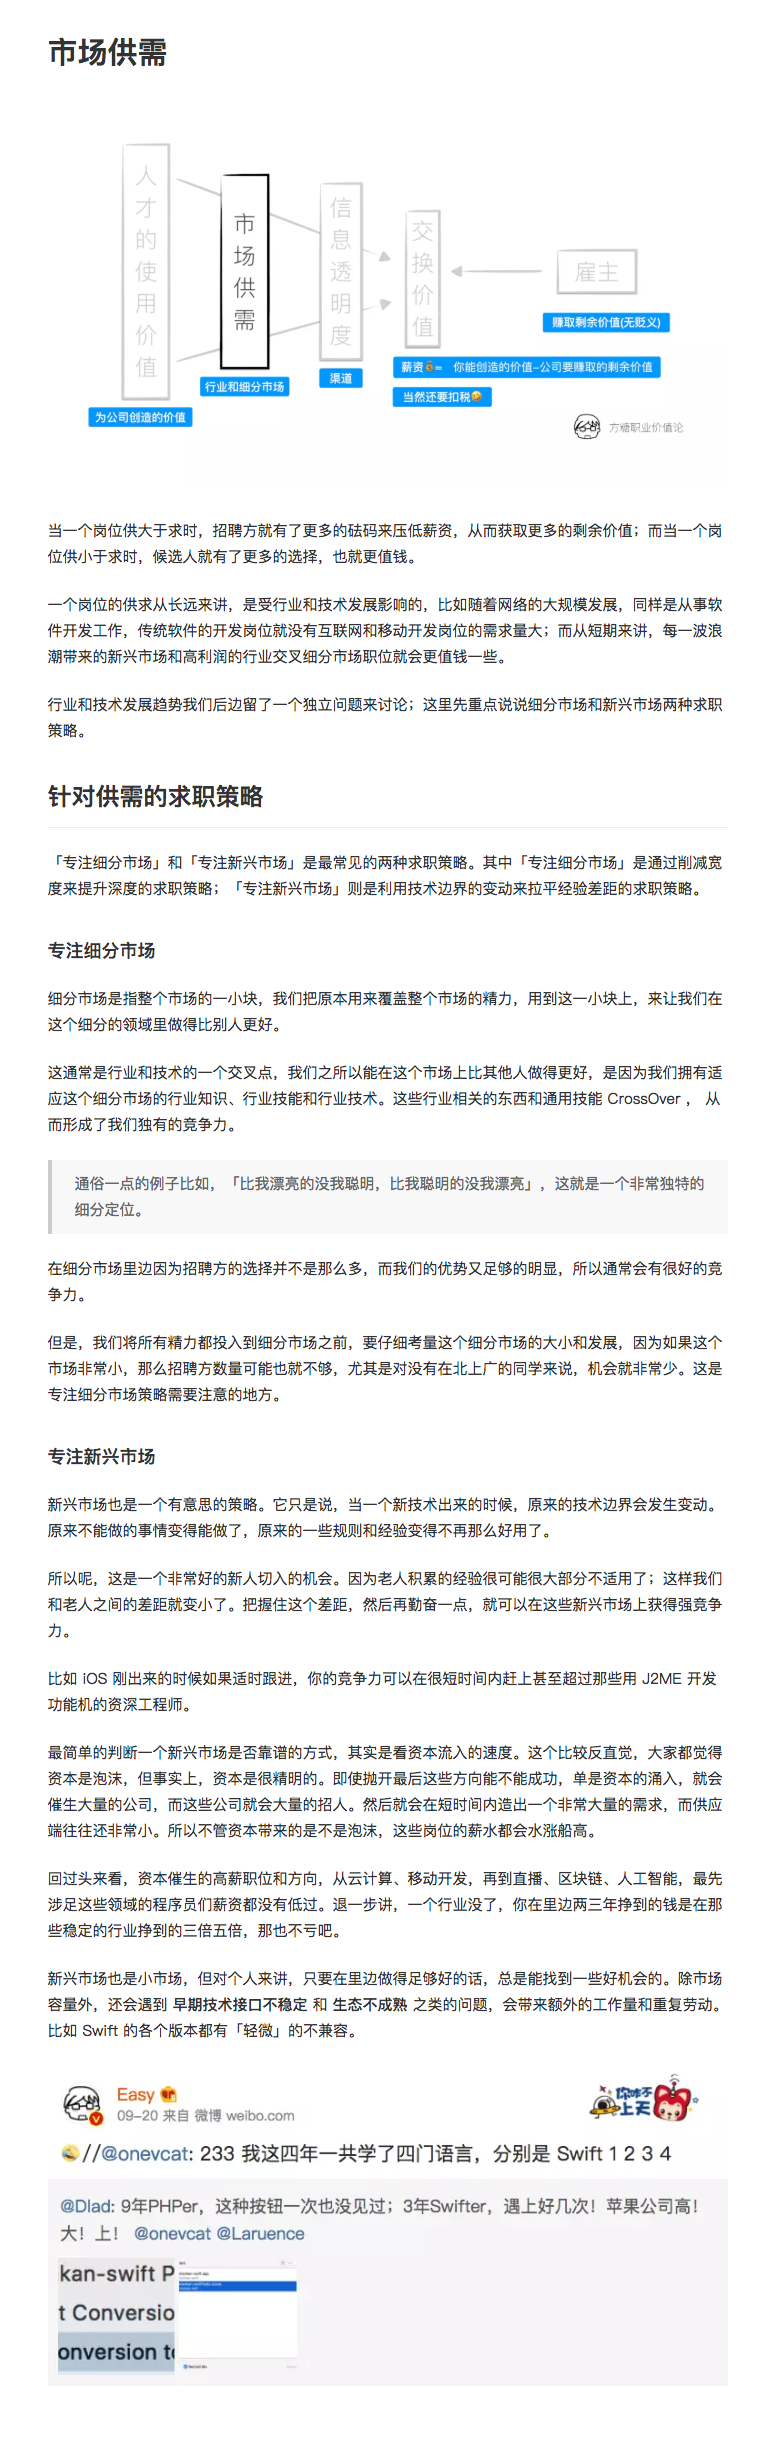 市场供需
人才的使用价值
市场供需
信息透明度
交换价值
雇主
赚取剩余价值(无贬义)
薪资💰= 你能创造的价值-公司要赚取的剩余价值
渠道
行业和细分市场
当然还要扣税🤣
为公司创造的价值
方糖职业价值论
当一个岗位供大于求时，招聘方就有了更多的砝码来压低薪资，从而获取更多的剩余价值；而当一个岗
位供小于求时，候选人就有了更多的选择，也就更值钱。
一个岗位的供求从长远来讲，是受行业和技术发展影响的，比如随着网络的大规模发展，同样是从事软
件开发工作，传统软件的开发岗位就没有互联网和移动开发岗位的需求量大；而从短期来讲，每一波浪
潮带来的新兴市场和高利润的行业交叉细分市场职位就会更值钱一些。
行业和技术发展趋势我们后边留了一个独立问题来讨论；这里先重点说说细分市场和新兴市场两种求职
策略。
针对供需的求职策略
「专注细分市场」和「专注新兴市场」是最常见的两种求职策略。其中「专注细分市场」是通过削减宽
度来提升深度的求职策略；「专注新兴市场」则是利用技术边界的变动来拉平经验差距的求职策略。
专注细分市场
细分市场是指整个市场的一小块，我们把原本用来覆盖整个市场的精力，用到这一小块上，来让我们在
这个细分的领域里做得比别人更好。
这通常是行业和技术的一个交叉点，我们之所以能在这个市场上比其他人做得更好，是因为我们拥有适
应这个细分市场的行业知识、行业技能和行业技术。这些行业相关的东西和通用技能 CrossOver ， 从
而形成了我们独有的竞争力。
通俗一点的例子比如，「比我漂亮的没我聪明，比我聪明的没我漂亮」，这就是一个非常独特的
细分定位。
在细分市场里边因为招聘方的选择并不是那么多，而我们的优势又足够的明显，所以通常会有很好的竞
争力。
但是，我们将所有精力都投入到细分市场之前，要仔细考量这个细分市场的大小和发展，因为如果这个
市场非常小，那么招聘方数量可能也就不够，尤其是对没有在北上广的同学来说，机会就非常少。这是
专注细分市场策略需要注意的地方。
专注新兴市场
新兴市场也是一个有意思的策略。它只是说，当一个新技术出来的时候，原来的技术边界会发生变动。
原来不能做的事情变得能做了，原来的一些规则和经验变得不再那么好用了。
所以呢，这是一个非常好的新人切入的机会。因为老人积累的经验很可能很大部分不适用了；这样我们
和老人之间的差距就变小了。把握住这个差距，然后再勤奋一点，就可以在这些新兴市场上获得强竞争
力。
比如 iOS 刚出来的时候如果适时跟进，你的竞争力可以在很短时间内赶上甚至超过那些用 J2ME 开发
功能机的资深工程师。
最简单的判断一个新兴市场是否靠谱的方式，其实是看资本流入的速度。这个比较反直觉，大家都觉得
资本是泡沫，但事实上，资本是很精明的。即使抛开最后这些方向能不能成功，单是资本的涌入，就会
催生大量的公司，而这些公司就会大量的招人。然后就会在短时间内造出一个非常大量的需求，而供应
端往往还非常小。所以不管资本带来的是不是泡沫，这些岗位的薪水都会水涨船高。
回过头来看，资本催生的高薪职位和方向，从云计算、移动开发，再到直播、区块链、人工智能，最先
涉足这些领域的程序员们薪资都没有低过。退一步讲，一个行业没了，你在里边两三年挣到的钱是在那
些稳定的行业挣到的三倍五倍，那也不亏吧。
新兴市场也是小市场，但对个人来讲，只要在里边做得足够好的话，总是能找到一些好机会的。除市场
容量外，还会遇到 早期技术接口不稳定 和 生态不成熟 之类的问题，会带来额外的工作量和重复劳动。
比如 Swift 的各个版本都有「轻微」的不兼容。
Easy
09-20 来自 微博 weibo.com
你咋不上天
//@onevcat: 233 我这四年一共学了四门语言，分别是 Swift 1 2 3 4
@Dlad: 9年PHPer，这种按钮一次也没见过；3年Swifter，遇上好几次！苹果公司高！
大！上！ @onevcat @Laruence
kan-swift P
t Conversio
onversion to